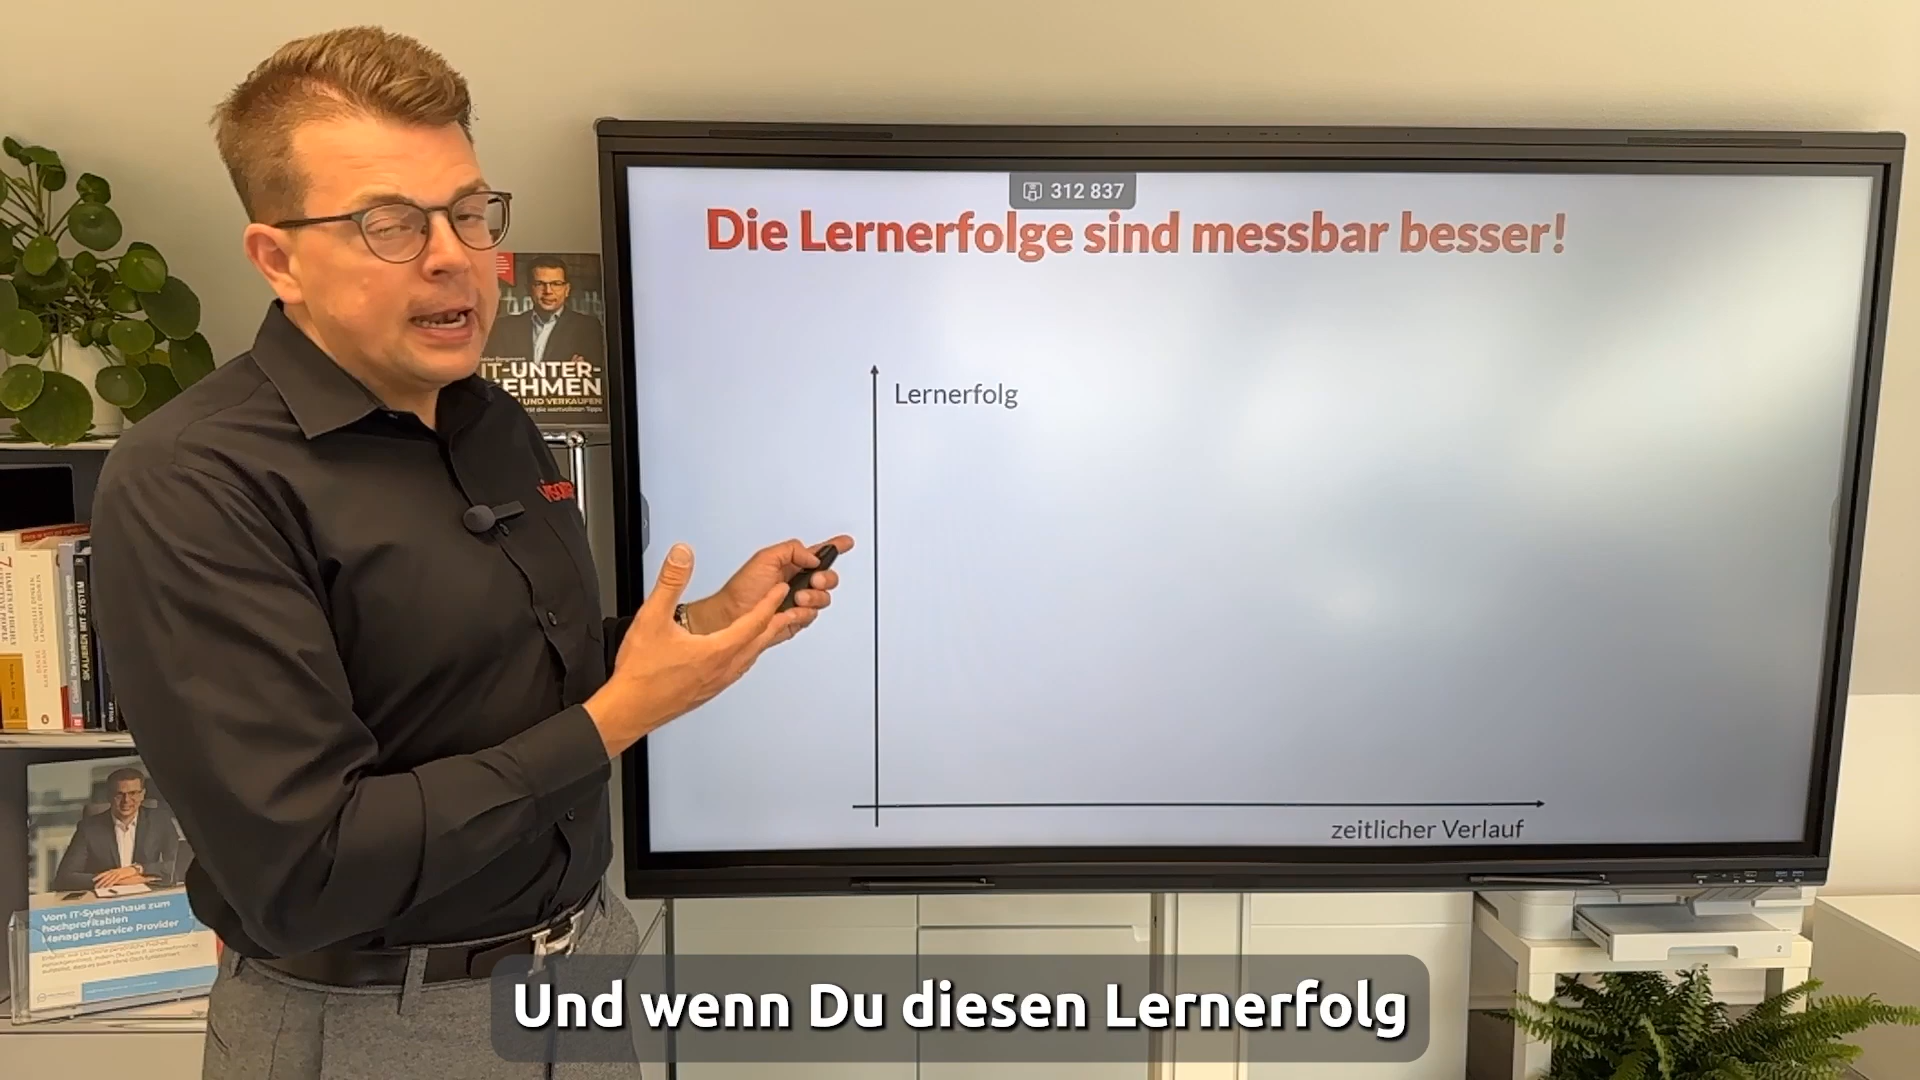 312 837
Die Lernerfolge sind messbar besser!
Lernerfolg
zeitlicher Verlauf
IT-UNTER-
EHMEN
UND VERKAUFEN
SKALIEREN MIT SYSTEM
Vom IT-Systemhaus zum
hochprofitablen
Managed Service Provider
Und wenn Du diesen Lernerfolg